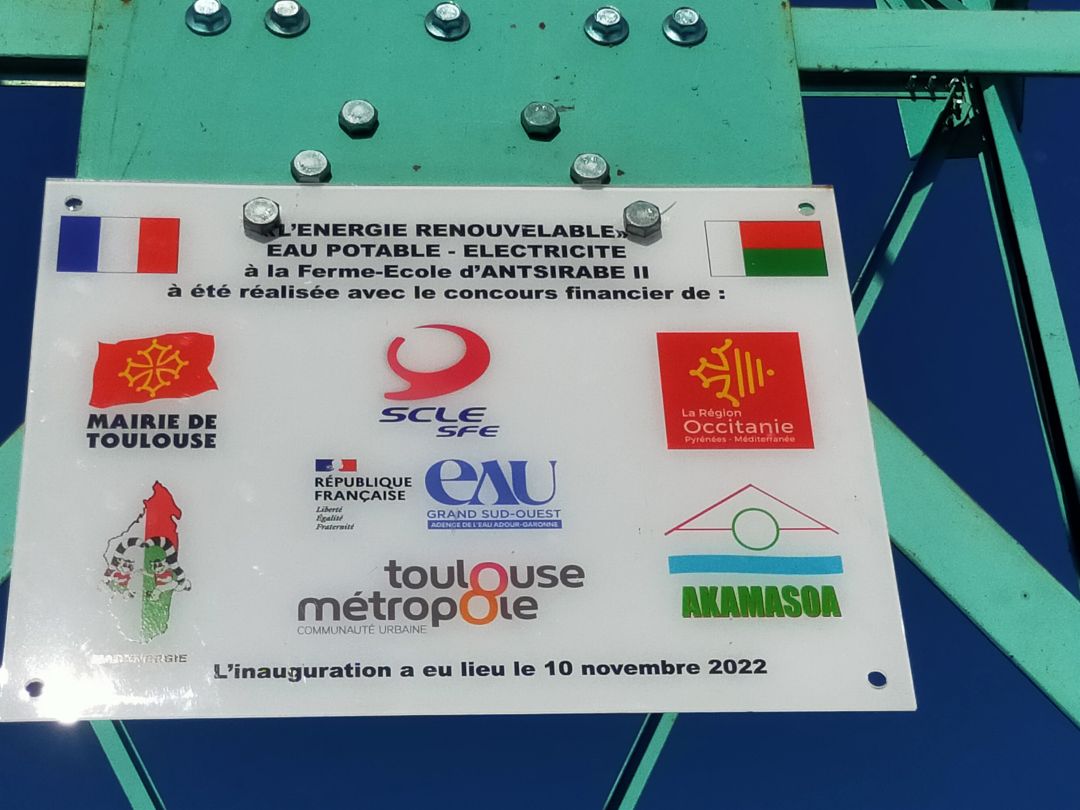 «L'ENERGIE RENOUVELABLE»
EAU POTABLE - ELECTRICITE
à la Ferme-Ecole d'ANTSIRABE II
à été réalisée avec le concours financier de :
MAIRIE DE
TOULOUSE
SCLE
SFE
La Région
Occitanie
Pyrénées - Méditerranée
RÉPUBLIQUE
FRANÇAISE
Liberté
Égalité
Fraternité
eAU
GRAND SUD-OUEST
AGENCE DE L'EAU ADOUR-GARONNE
MADENERGIE
toulouse
métropole
COMMUNAUTÉ URBAINE
AKAMASOA
L'inauguration a eu lieu le 10 novembre 2022